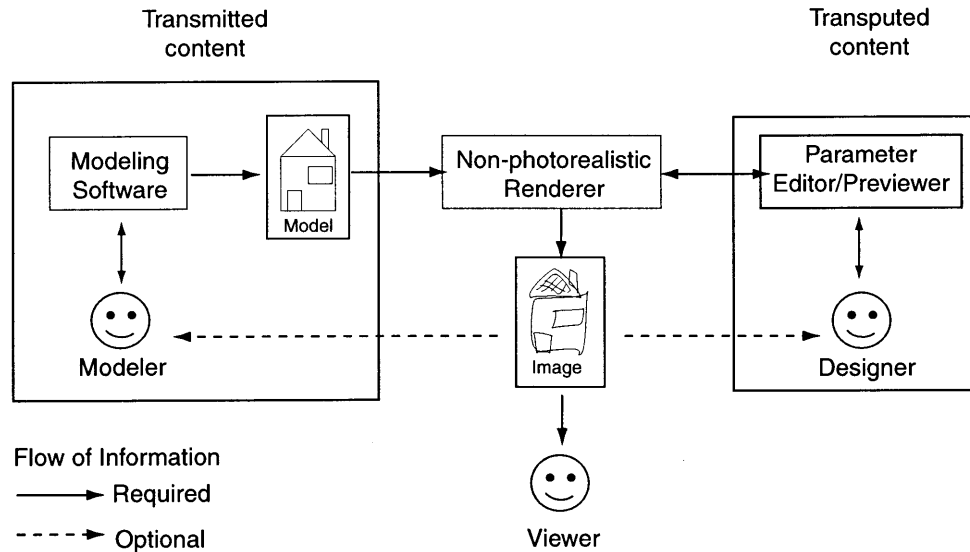 Transmitted
content
Transputed
content
Modeling
Software
Model
Non-photorealistic
Renderer
Parameter
Editor/Previewer
Modeler
Image
Designer
Flow of Information
Required
Optional
Viewer